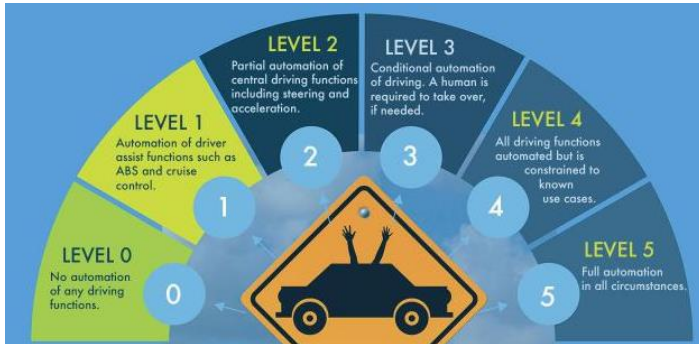 LEVEL 0
No automation
of any driving
functions.
0
LEVEL 1
Automation of driver
assist functions such as
ABS and cruise
control.
1
LEVEL 2
Partial automation of
central driving functions
including steering and
acceleration.
2
LEVEL 3
Conditional automation
of driving. A human is
required to take over,
if needed.
3
LEVEL 4
All driving functions
automated but is
constrained to
known
use cases.
4
LEVEL 5
Full automation
in all circumstances.
5